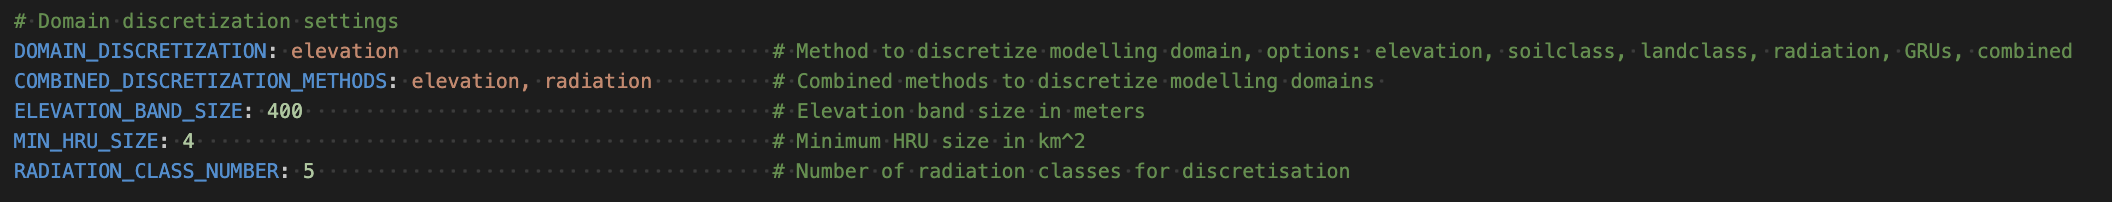 # Domain discretization settings
DOMAIN_DISCRETIZATION: elevation # Method to discretize modelling domain, options: elevation, soilclass, landclass, radiation, GRUs, combined
COMBINED_DISCRETIZATION_METHODS: elevation, radiation # Combined methods to discretize modelling domains
ELEVATION_BAND_SIZE: 400 # Elevation band size in meters
MIN_HRU_SIZE: 4 # Minimum HRU size in km^2
RADIATION_CLASS_NUMBER: 5 # Number of radiation classes for discretisation